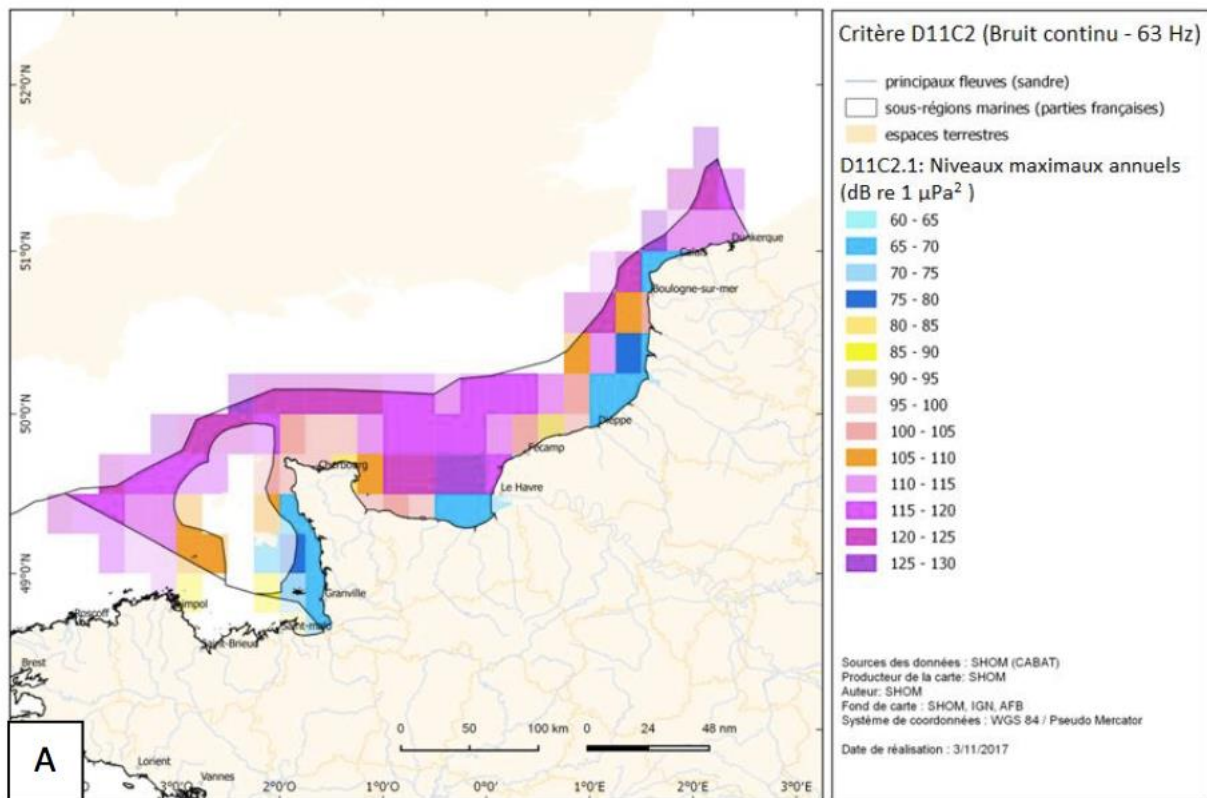 52°0'N
51°0'N
50°0'N
49°0'N
Dunkerque
Calais
Boulogne-sur-mer
Dieppe
Fecamp
Cherbourg
Le Havre
Granville
Roscoff
Saint-Brieuc
Brest
Lorient
Vannes
A
3°0'O
2°0'O
1°0'O
0°0'
1°0'E
2°0'E
3°0'E
0 50 100 km
0 24 48 nm
Critère D11C2 (Bruit continu - 63 Hz)
principaux fleuves (sandre)
sous-régions marines (parties françaises)
espaces terrestres
D11C2.1: Niveaux maximaux annuels
(dB re 1 µPa² )
60 - 65
65 - 70
70 - 75
75 - 80
80 - 85
85 - 90
90 - 95
95 - 100
100 - 105
105 - 110
110 - 115
115 - 120
120 - 125
125 - 130
Sources des données : SHOM (CABAT)
Producteur de la carte: SHOM
Auteur: SHOM
Fond de carte : SHOM, IGN, AFB
Système de coordonnées : WGS 84 / Pseudo Mercator
Date de réalisation : 3/11/2017